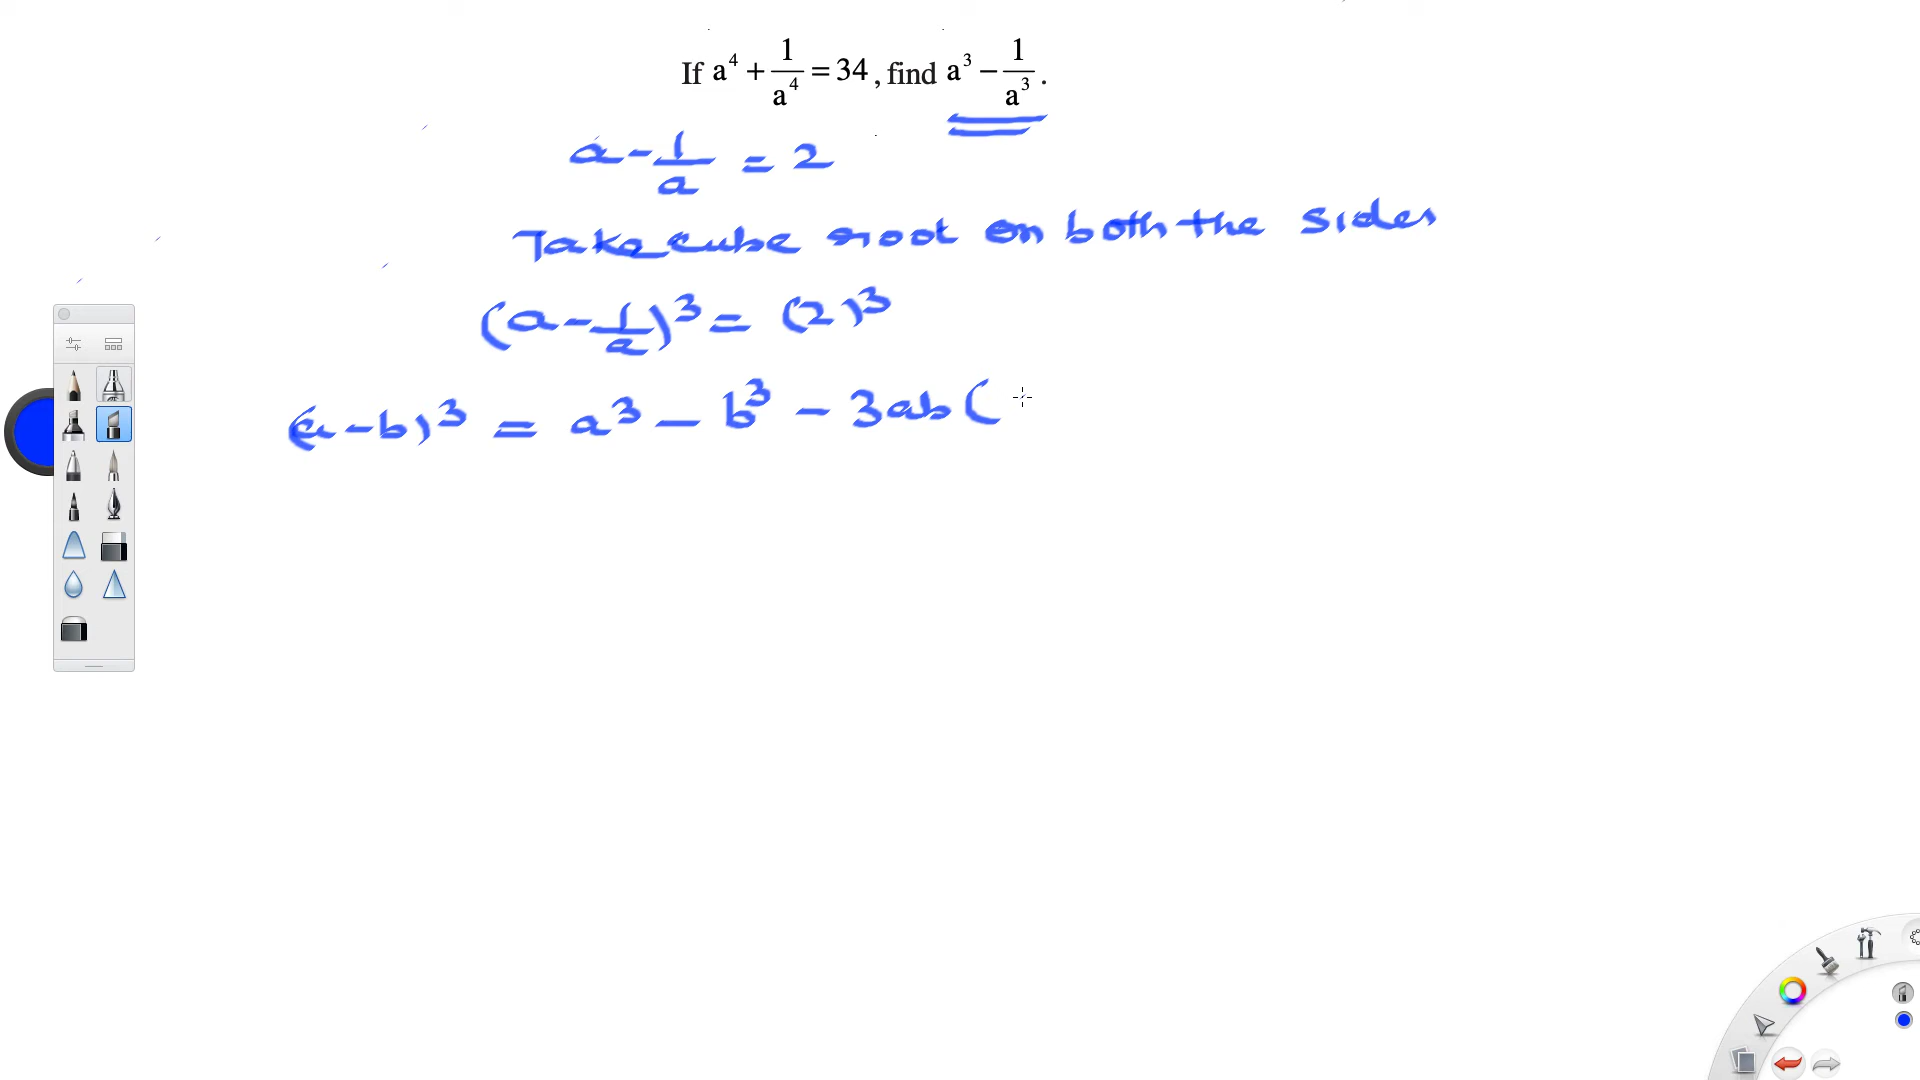 If a⁴ + 1/a⁴ = 34, find a³ − 1/a³.
a - 1/a = 2
Take cube root on both the sides
(a - 1/a)³ = (2)³
(a - b)³ = a³ - b³ - 3ab (